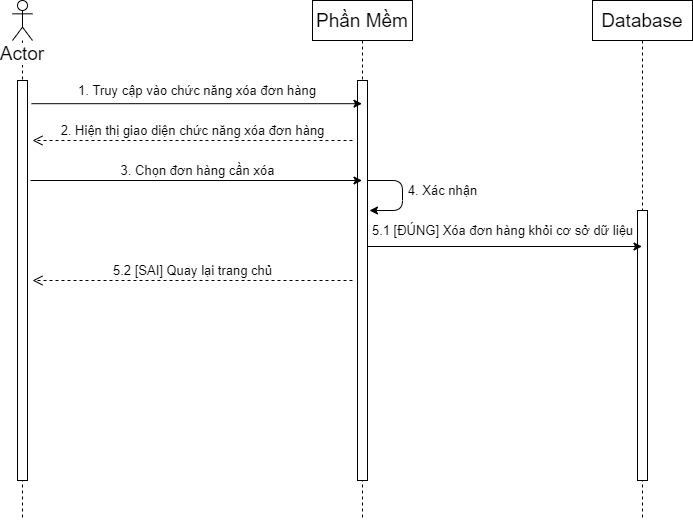 Actor
Phần Mềm
Database
1. Truy cập vào chức năng xóa đơn hàng
2. Hiện thị giao diện chức năng xóa đơn hàng
3. Chọn đơn hàng cần xóa
4. Xác nhận
5.1 [ĐÚNG] Xóa đơn hàng khỏi cơ sở dữ liệu
5.2 [SAI] Quay lại trang chủ